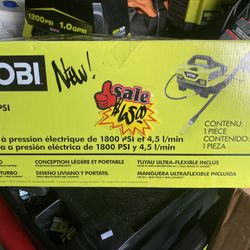 1200PSI 1.0GPM
OBI
New!
Sale
PSI
CONTENU:
1 PIÈCE
CONTENIDO:
1 PIEZA
à pression électrique de 1800 PSI et 4,5 l/min
a a presión eléctrica de 1800 PSI y 4,5 l/min
CONCEPTION LÉGÈRE ET PORTABLE
TUYAU ULTRA-FLEXIBLE INCLUS
TURBO
DISEÑO LIVIANO Y PORTÁTIL
MANGUERA ULTRAFLEXIBLE INCLUIDA